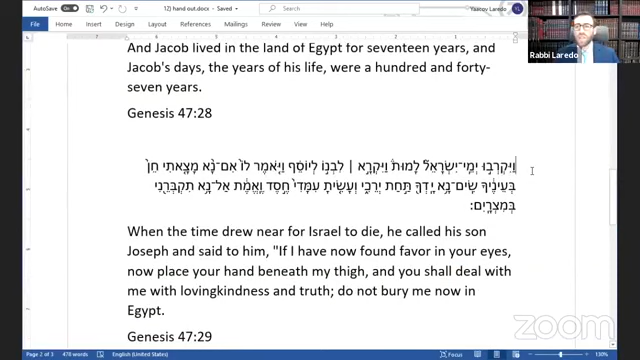 AutoSave On 12) hand out.docx Yaacov Laredo YL
File Home Insert Draw Design Layout References Mailings Review View Help Share
And Jacob lived in the land of Egypt for seventeen years, and
Jacob's days, the years of his life, were a hundred and forty-
seven years.
Genesis 47:28
וַיִּקְרְב֣וּ יְמֵֽי־יִשְׂרָאֵל֘ לָמוּת֒ וַיִּקְרָ֣א | לִבְנ֣וֹ לְיוֹסֵ֗ף וַיֹּ֤אמֶר לוֹ֙ אִם־נָ֨א מָצָ֤אתִי חֵן֙
בְּעֵינֶ֔יךָ שִֽׂים־נָ֥א יָֽדְךָ֖ תַּ֣חַת יְרֵכִ֑י וְעָשִׂ֤יתָ עִמָּדִי֙ חֶ֣סֶד וֶֽאֱמֶ֔ת אַל־נָ֥א תִקְבְּרֵ֖נִי
בְּמִצְרָֽיִם:
When the time drew near for Israel to die, he called his son
Joseph and said to him, "If I have now found favor in your eyes,
now place your hand beneath my thigh, and you shall deal with
me with lovingkindness and truth; do not bury me now in
Egypt.
Genesis 47:29
Page 2 of 3 476 words English (United States) Focus 130%
Rabbi Laredo
zoom